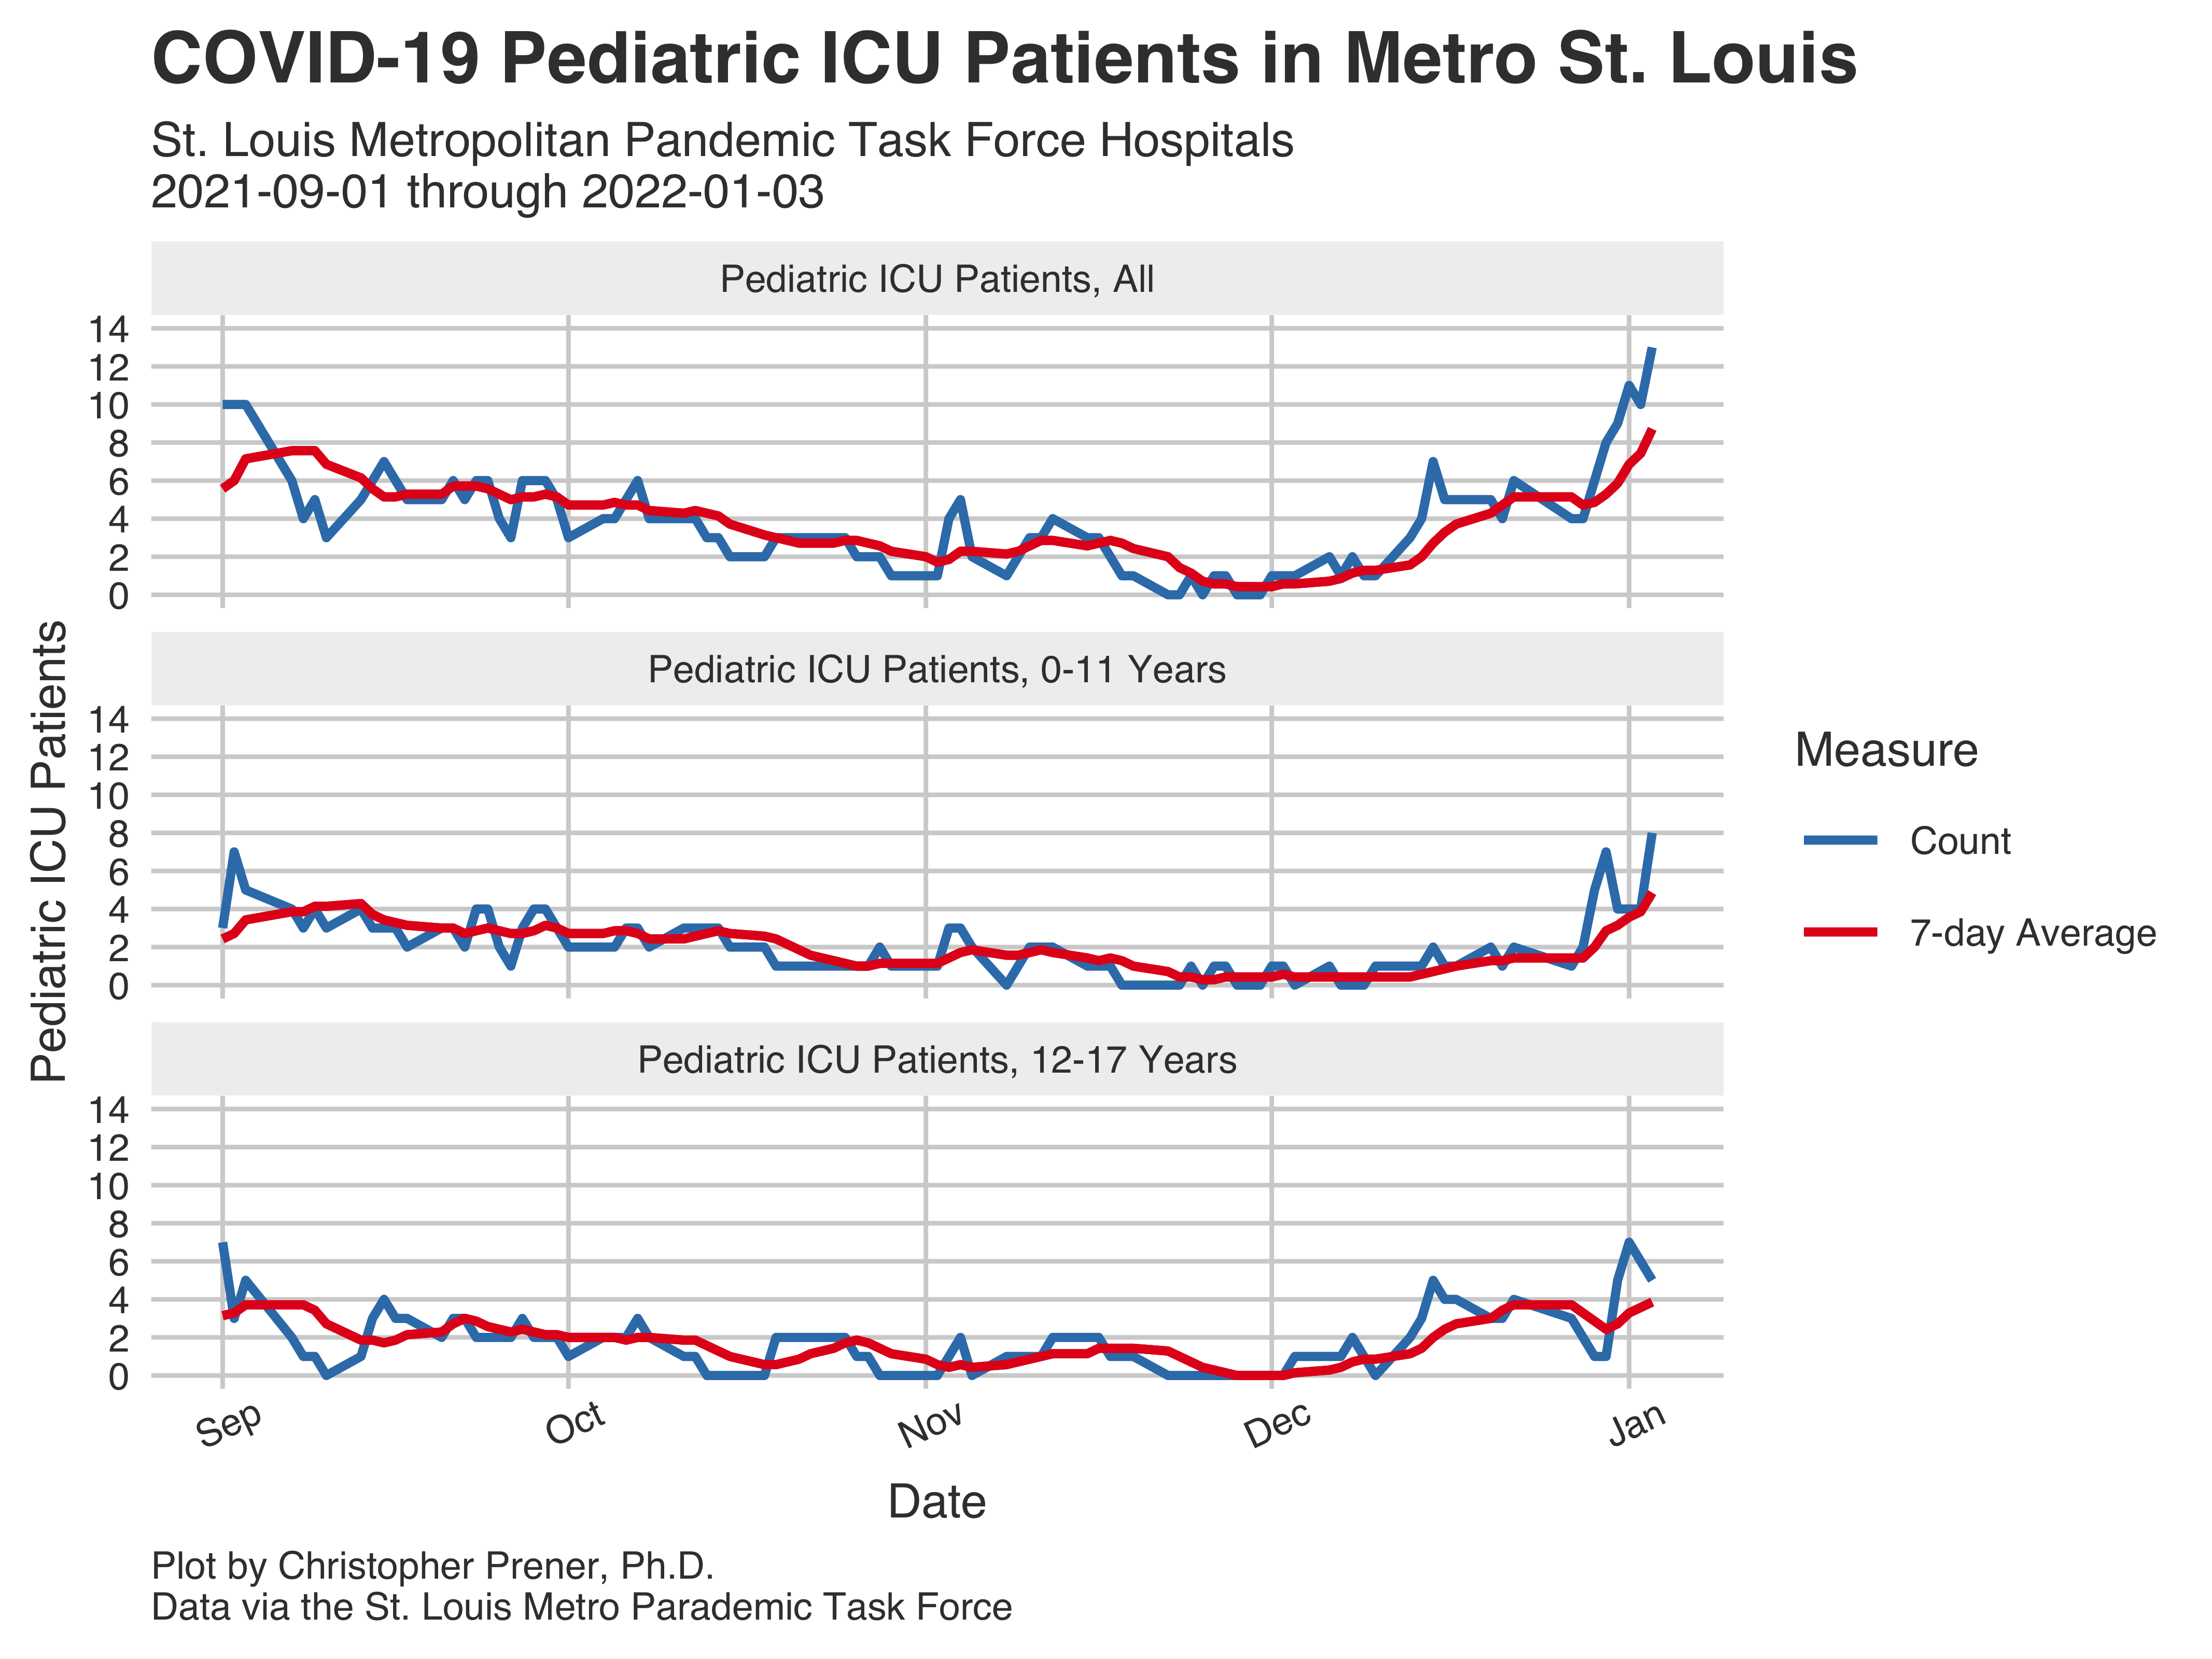 COVID-19 Pediatric ICU Patients in Metro St. Louis
St. Louis Metropolitan Pandemic Task Force Hospitals
2021-09-01 through 2022-01-03
Pediatric ICU Patients
Pediatric ICU Patients, All
14
12
10
8
6
4
2
0
Pediatric ICU Patients, 0-11 Years
14
12
10
8
6
4
2
0
Pediatric ICU Patients, 12-17 Years
14
12
10
8
6
4
2
0
Sep
Oct
Nov
Dec
Jan
Date
Measure
Count
7-day Average
Plot by Christopher Prener, Ph.D.
Data via the St. Louis Metro Parademic Task Force